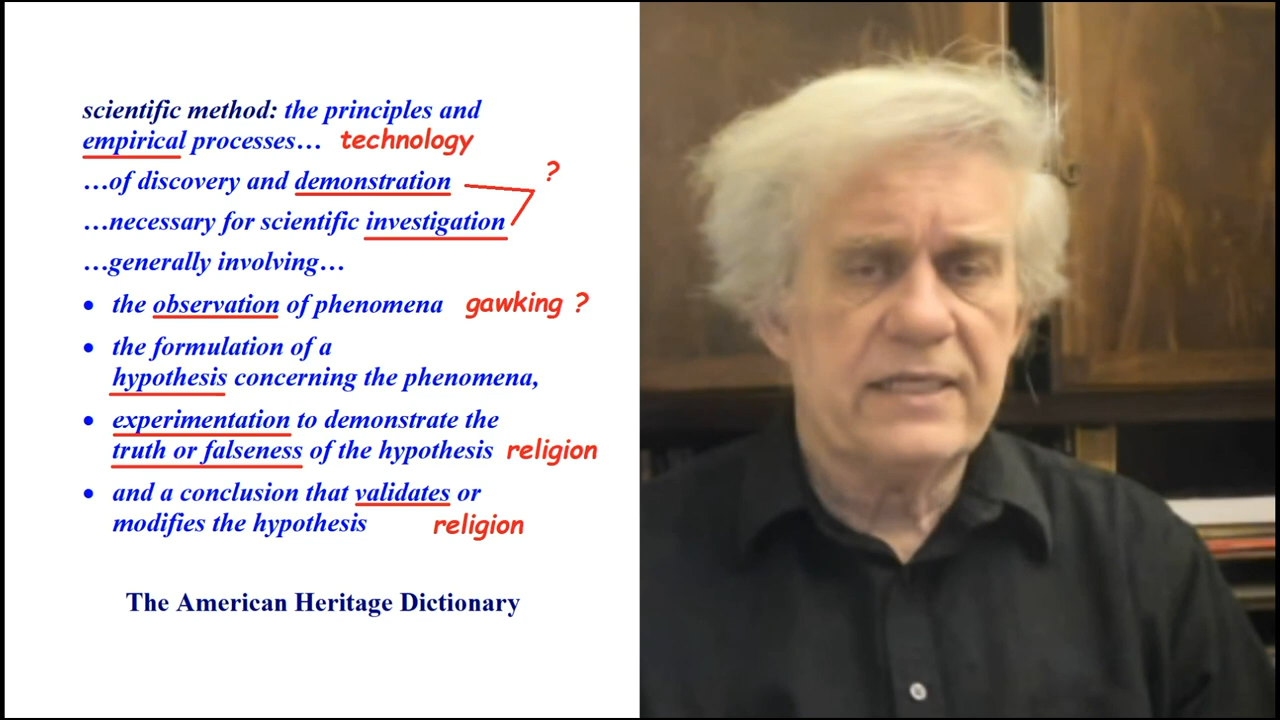 scientific method: the principles and
empirical processes… technology
…of discovery and demonstration ?
…necessary for scientific investigation
…generally involving…
• the observation of phenomena gawking ?
• the formulation of a
hypothesis concerning the phenomena,
• experimentation to demonstrate the
truth or falseness of the hypothesis religion
• and a conclusion that validates or
modifies the hypothesis religion
The American Heritage Dictionary